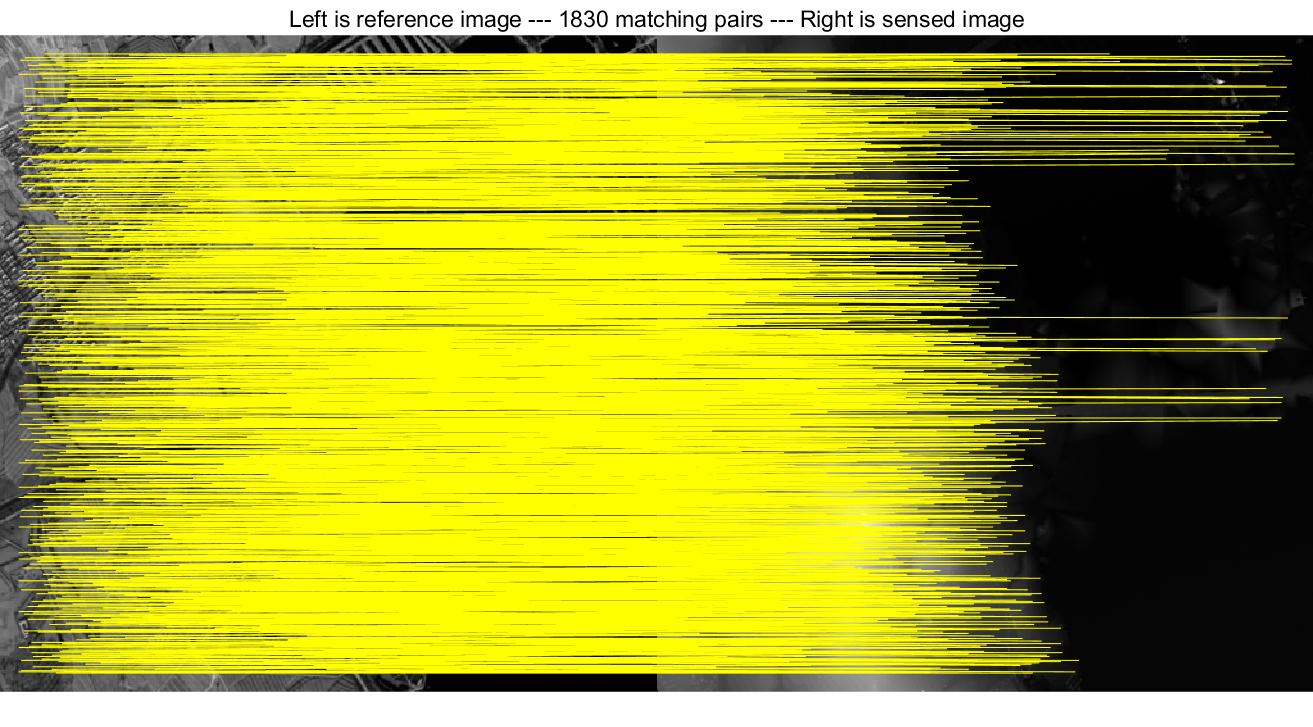 Left is reference image --- 1830 matching pairs --- Right is sensed image